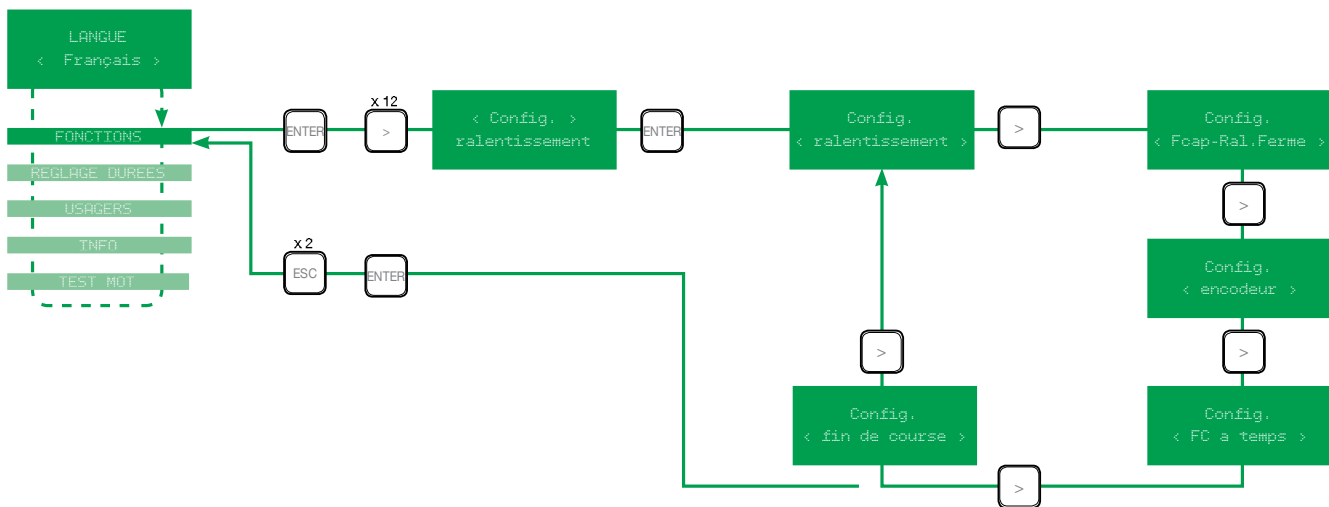 LANGUE
< Français >
FONCTIONS
REGLAGE DUREES
USAGERS
INFO
TEST MOT
ENTER
x 12
>
< Config. >
ralentissement
ENTER
Config.
< ralentissement >
>
Config.
< Fcap-Ral.Ferme >
>
Config.
< encodeur >
>
Config.
< FC a temps >
>
Config.
< fin de course >
>
x 2
ESC
ENTER